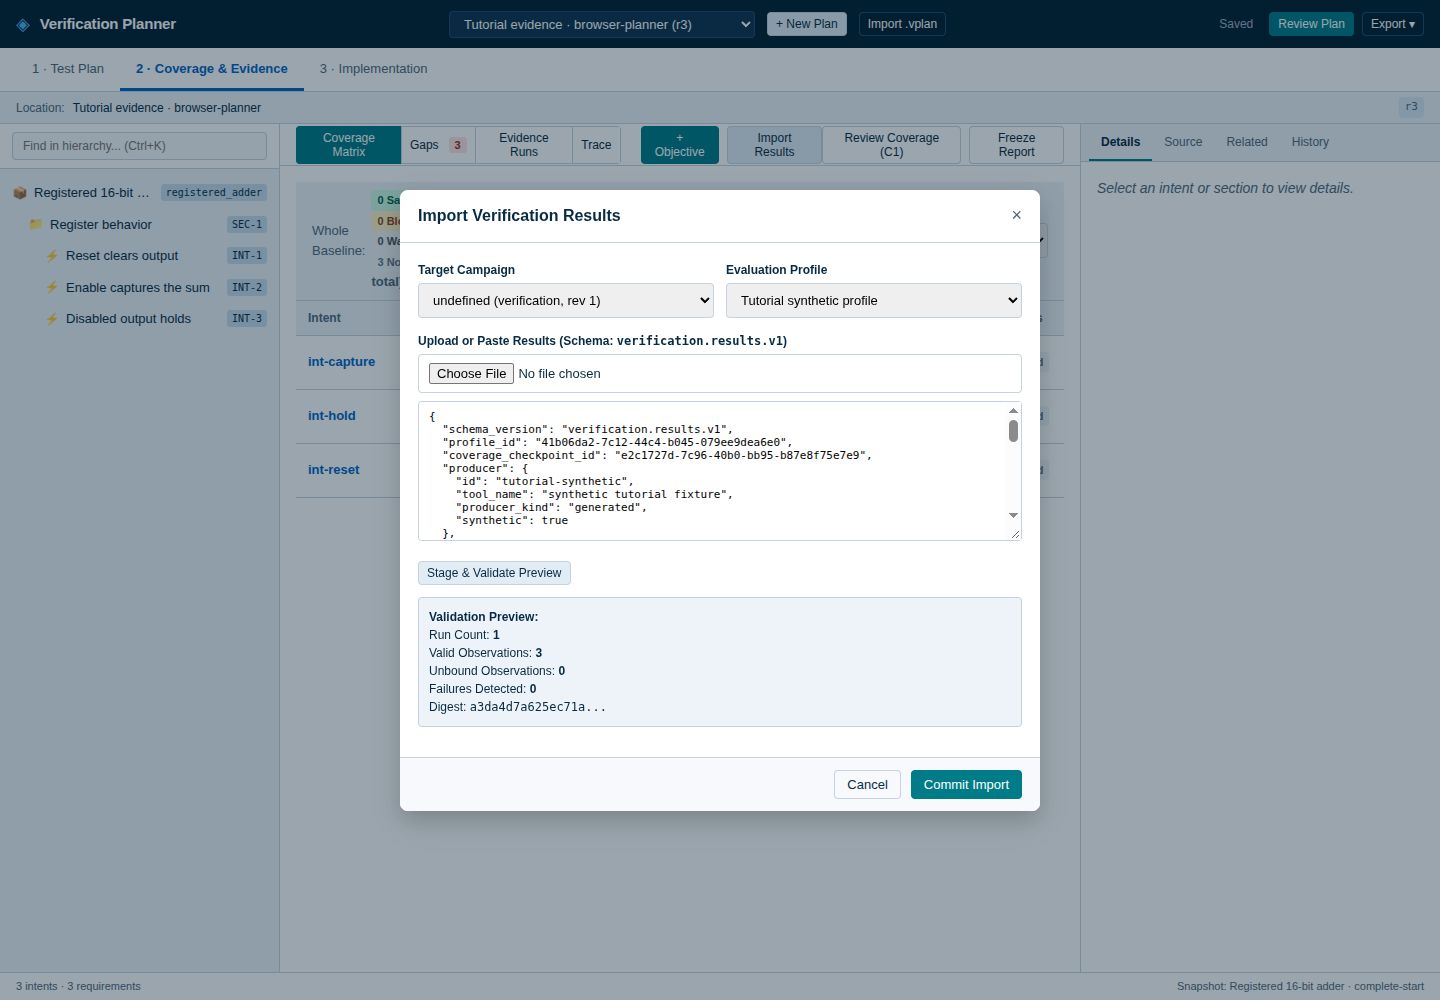 ◈ Verification Planner
Tutorial evidence · browser-planner (r3)
+ New Plan
Import .vplan
Saved
Review Plan
Export ▾
1 · Test Plan
2 · Coverage & Evidence
3 · Implementation
Location: Tutorial evidence · browser-planner
r3
Find in hierarchy... (Ctrl+K)
Registered 16-bit ... registered_adder
Register behavior SEC-1
Reset clears output INT-1
Enable captures the sum INT-2
Disabled output holds INT-3
Coverage
Matrix
Gaps 3
Evidence
Runs
Trace
+
Objective
Import
Results
Review Coverage
(C1)
Freeze
Report
Details
Source
Related
History
Select an intent or section to view details.
Whole
Baseline:
0 Sa
0 Blo
0 Wa
3 No
total
Intent
int-capture
int-hold
int-reset
Import Verification Results
×
Target Campaign
undefined (verification, rev 1)
Evaluation Profile
Tutorial synthetic profile
Upload or Paste Results (Schema: verification.results.v1)
Choose File No file chosen
{
"schema_version": "verification.results.v1",
"profile_id": "41b06da2-7c12-44c4-b045-079ee9dea6e0",
"coverage_checkpoint_id": "e2c1727d-7c96-40b0-bb95-b87e8f75e7e9",
"producer": {
"id": "tutorial-synthetic",
"tool_name": "synthetic tutorial fixture",
"producer_kind": "generated",
"synthetic": true
},
Stage & Validate Preview
Validation Preview:
Run Count: 1
Valid Observations: 3
Unbound Observations: 0
Failures Detected: 0
Digest: a3da4d7a625ec71a...
Cancel
Commit Import
3 intents · 3 requirements
Snapshot: Registered 16-bit adder · complete-start